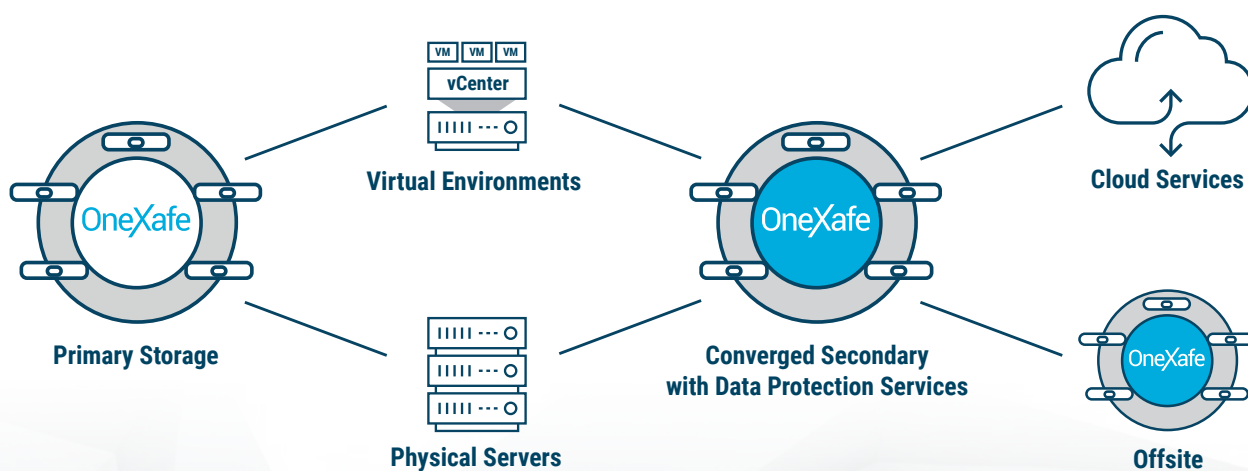 VM VM VM
vCenter
Virtual Environments
OneXafe
Primary Storage
Physical Servers
OneXafe
Converged Secondary
with Data Protection Services
Cloud Services
OneXafe
Offsite